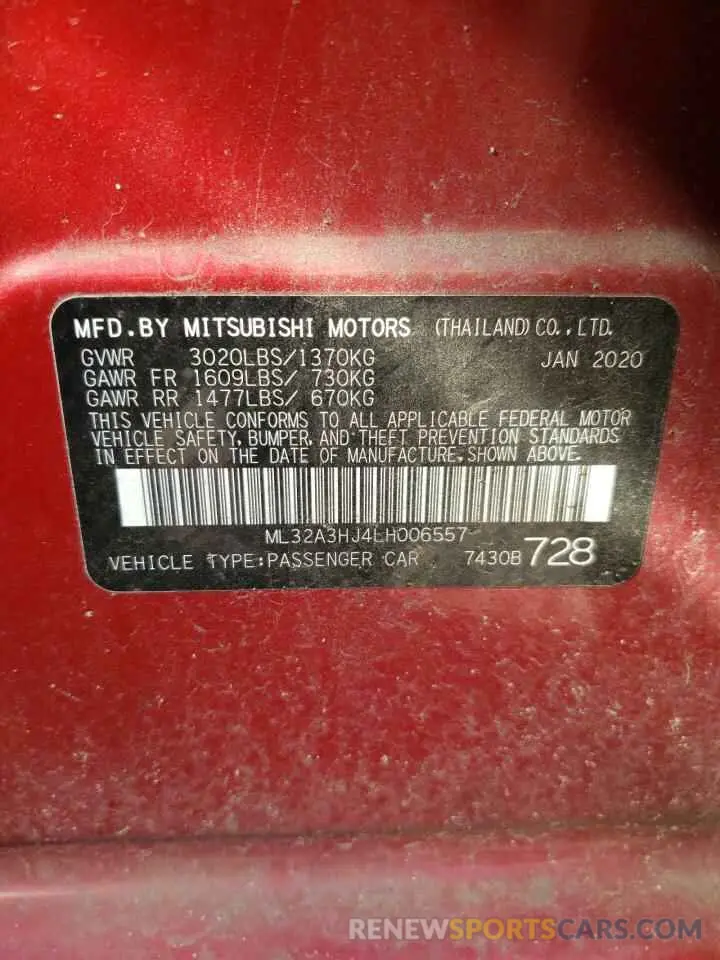 MFD.BY MITSUBISHI MOTORS (THAILAND) CO., LTD.
GVWR 3020LBS/1370KG JAN 2020
GAWR FR 1609LBS/ 730KG
GAWR RR 1477LBS/ 670KG
THIS VEHICLE CONFORMS TO ALL APPLICABLE FEDERAL MOTOR
VEHICLE SAFETY, BUMPER, AND THEFT PREVENTION STANDARDS
IN EFFECT ON THE DATE OF MANUFACTURE, SHOWN ABOVE.
ML32A3HJ4LH006557
VEHICLE TYPE:PASSENGER CAR 7430B 728
RENEWSPORTSCARS.COM